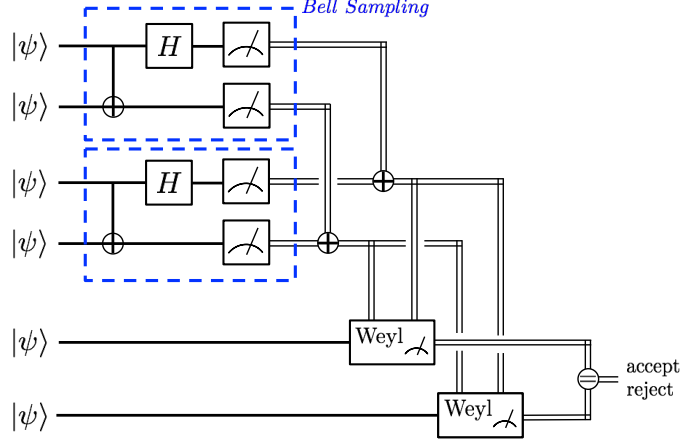 Bell Sampling
|ψ⟩ H
|ψ⟩
|ψ⟩ H
|ψ⟩
|ψ⟩ Weyl
accept
reject
|ψ⟩ Weyl